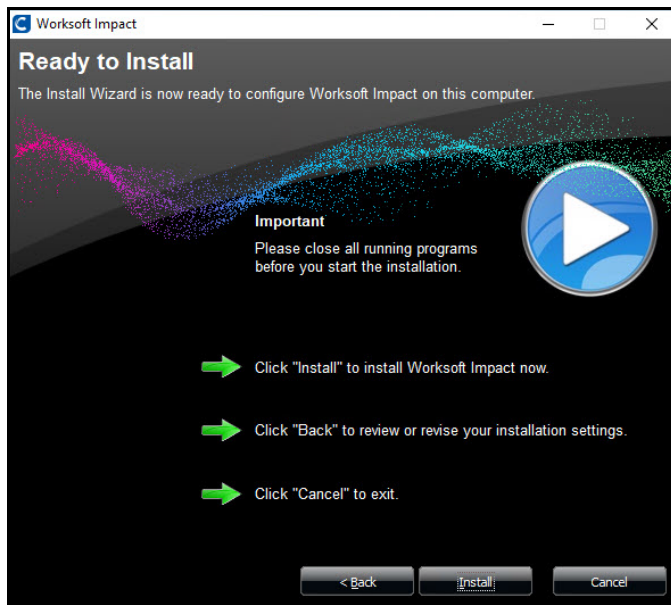 Worksoft Impact
Ready to Install
The Install Wizard is now ready to configure Worksoft Impact on this computer.
Important
Please close all running programs
before you start the installation.
Click "Install" to install Worksoft Impact now.
Click "Back" to review or revise your installation settings.
Click "Cancel" to exit.
< Back
Install
Cancel